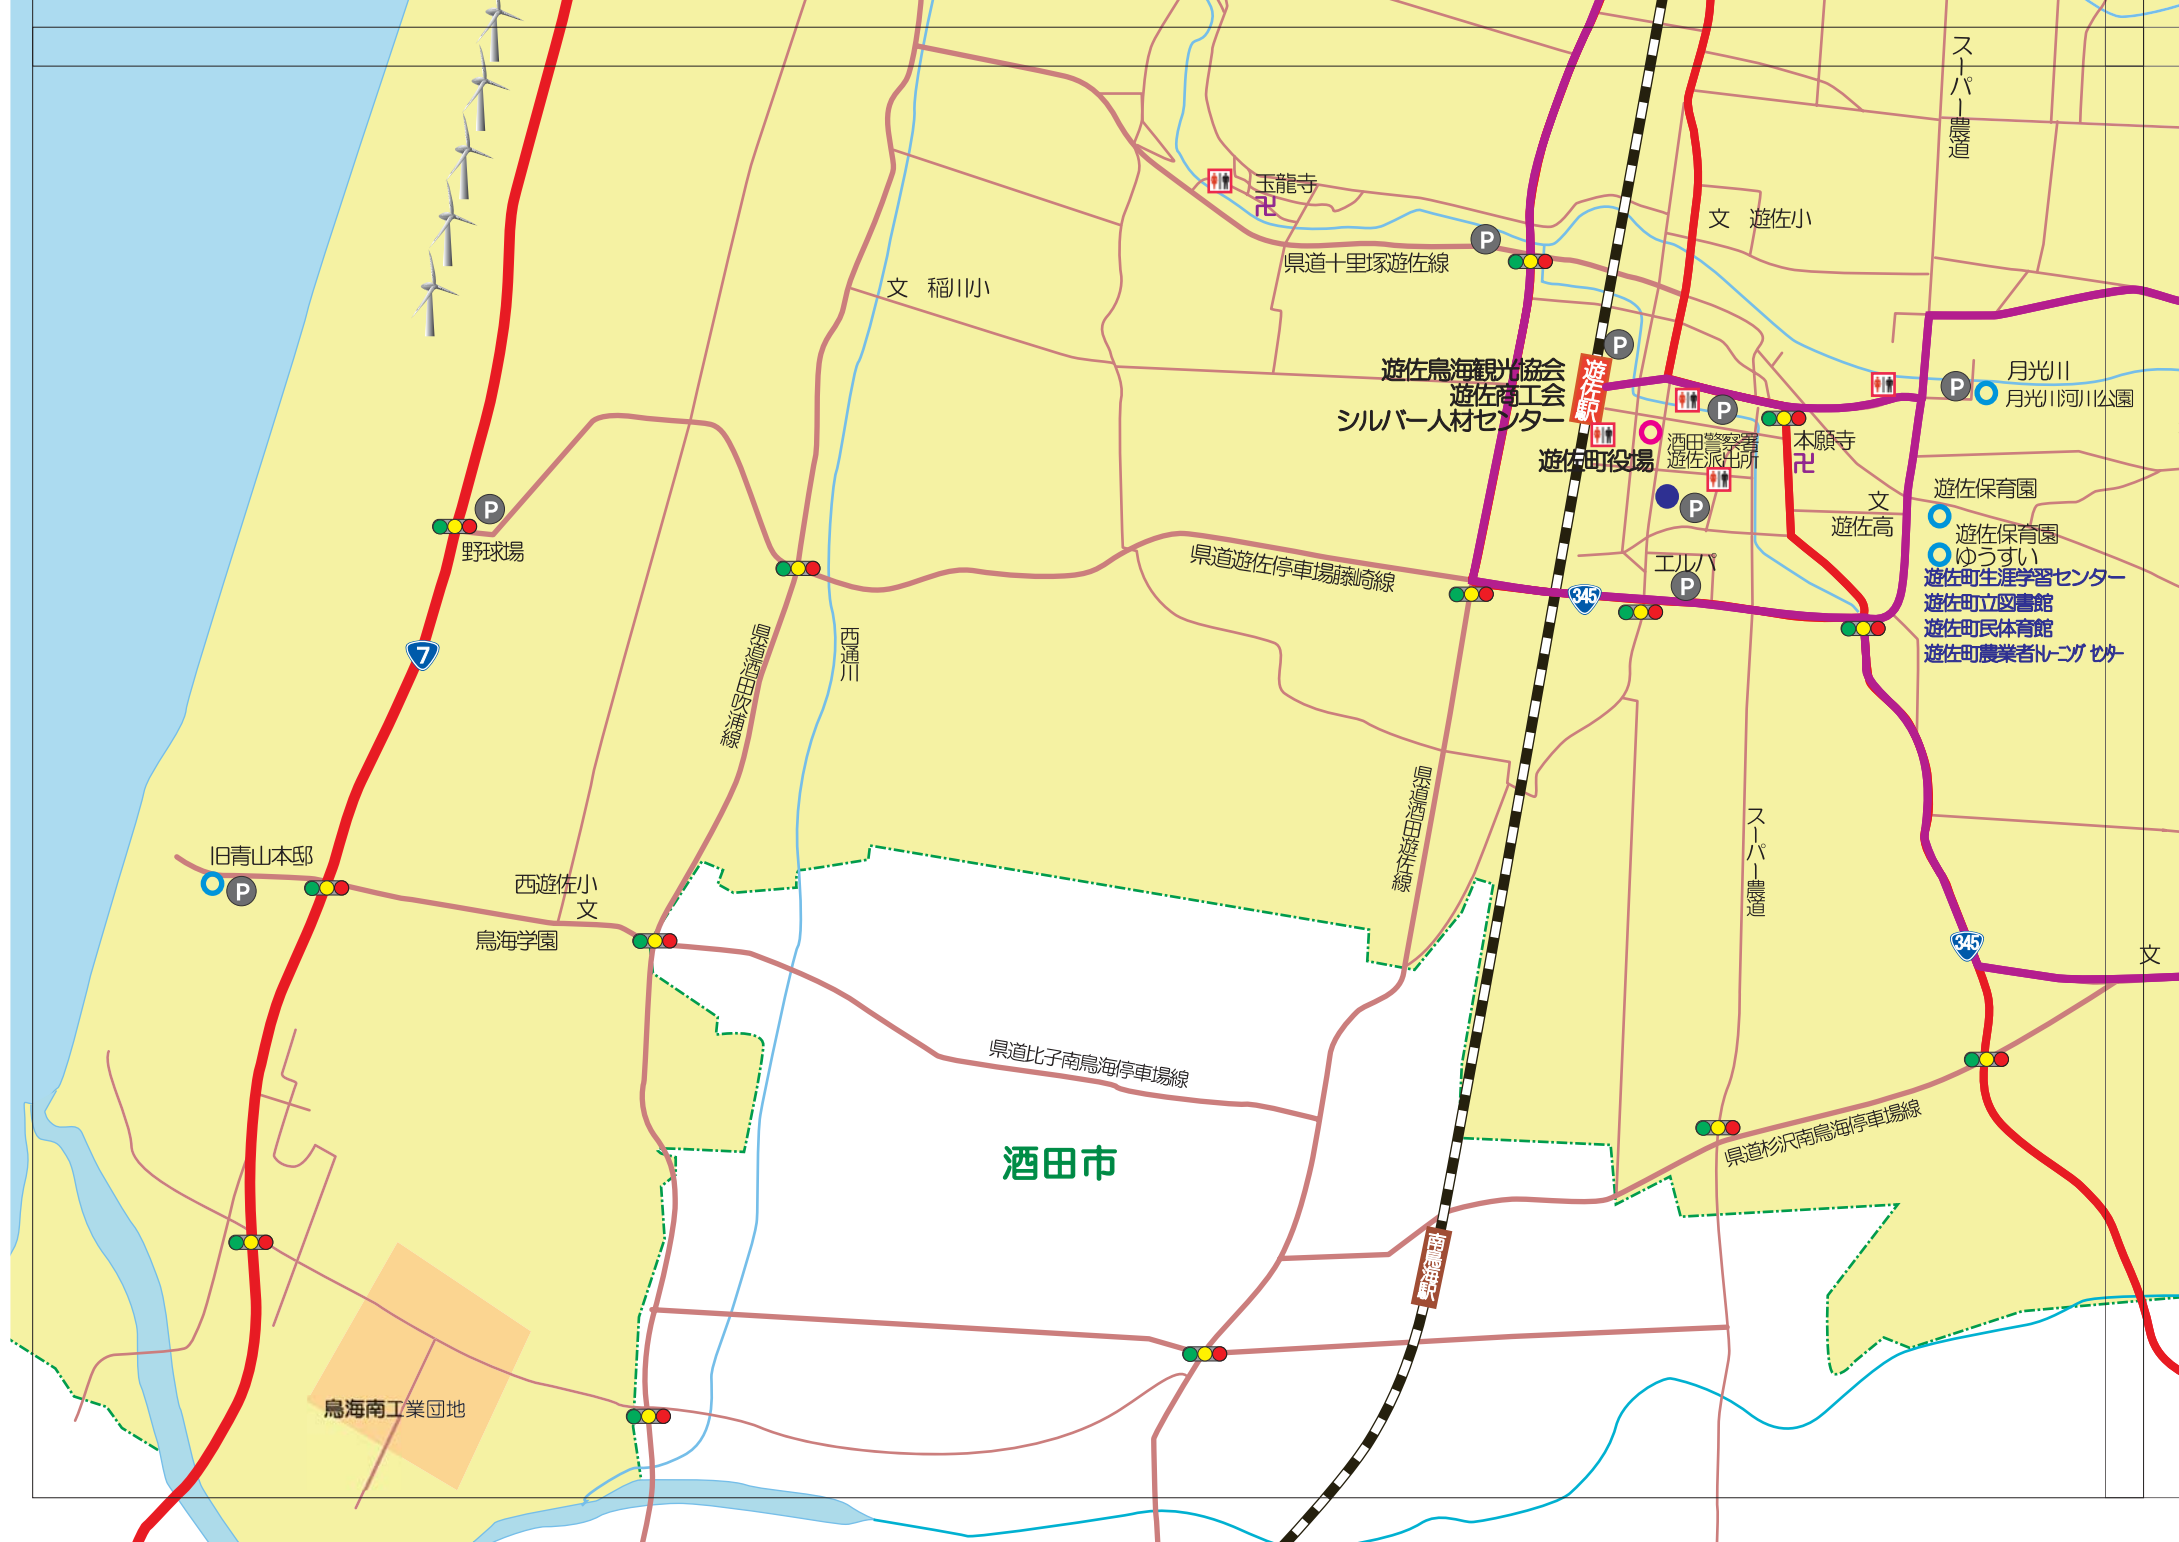 スーパー農道
玉龍寺
卍
文 遊佐小
P
県道十里塚遊佐線
文 稲川小
P
遊佐鳥海観光協会
遊佐商工会
シルバー人材センター
遊佐駅
月光川
P
月光川河川公園
P
酒田警察署
遊佐派出所
本願寺
卍
遊佐町役場
P
文
遊佐高
遊佐保育園
遊佐保育園
ゆうすい
P
野球場
県道遊佐停車場藤崎線
エルパ
P
345
遊佐町生涯学習センター
遊佐町立図書館
遊佐町民体育館
遊佐町農業者トレーニングセンター
7
県道酒田吹浦線
西通川
県道酒田遊佐線
スーパー農道
旧青山本邸
P
西遊佐小
文
鳥海学園
345
文
県道比子南鳥海停車場線
県道杉沢南鳥海停車場線
酒田市
南鳥海駅
鳥海南工業団地